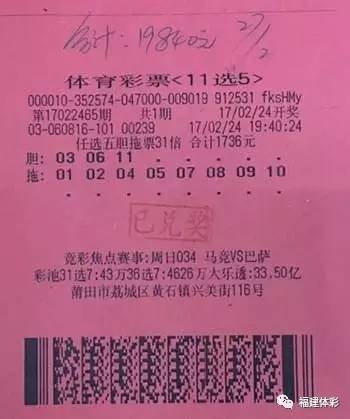 合计:19840元 27/2
体育彩票<11选5>
000010-352574-047000-009019 912531 fksHMy
第17022465期 共1期 17/02/24开奖
03-060816-101 00239 17/02/24 19:40:24
任选五胆拖票31倍 合计1736元
胆: 03 06 11
拖: 01 02 04 05 07 08 09 10
已兑奖
竞彩焦点赛事:周日034 马竞VS巴萨
彩池31选7:43万36选7:4626万大乐透:33.50亿
莆田市荔城区黄石镇兴美街116号
福建体彩